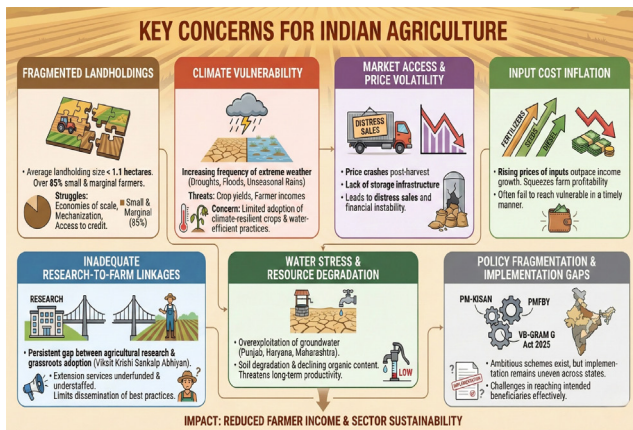 KEY CONCERNS FOR INDIAN AGRICULTURE
FRAGMENTED LANDHOLDINGS
• Average landholding size < 1.1 hectares.
Over 85% small & marginal farmers.
Struggles:
Economies of scale,
Mechanization,
Access to credit.
Small &
Marginal
(85%)
CLIMATE VULNERABILITY
Increasing frequency of extreme weather
(Droughts, Floods, Unseasonal Rains)
Threats: Crop yields, Farmer incomes
Concern: Limited adoption of
climate-resilient crops & water-
efficient practices.
MARKET ACCESS &
PRICE VOLATILITY
DISTRESS
SALES
• Price crashes post-harvest
• Lack of storage infrastructure
• Leads to distress sales and
financial instability.
INPUT COST INFLATION
FERTILIZERS
SEEDS
DIESEL
• Rising prices of inputs outpace income
growth. Squeezes farm profitability
• Often fail to reach vulnerable in a timely
manner.
INADEQUATE
RESEARCH-TO-FARM LINKAGES
RESEARCH
• Persistent gap between agricultural research &
grassroots adoption (Viksit Krishi Sankalp Abhiyan).
• Extension services underfunded &
understaffed.
Limits dissemination of best practices.
WATER STRESS &
RESOURCE DEGRADATION
• Overexploitation of groundwater
(Punjab, Haryana, Maharashtra).
• Soil degradation & declining organic content.
Threatens long-term productivity.
LOW
POLICY FRAGMENTATION &
IMPLEMENTATION GAPS
PM-KISAN
PMFBY
VB-GRAM G
Act 2025
IMPLEMENTATION
• Ambitious schemes exist, but implemen-
tation remains uneven across states.
• Challenges in reaching intended
beneficiaries effectively.
IMPACT: REDUCED FARMER INCOME & SECTOR SUSTAINABILITY